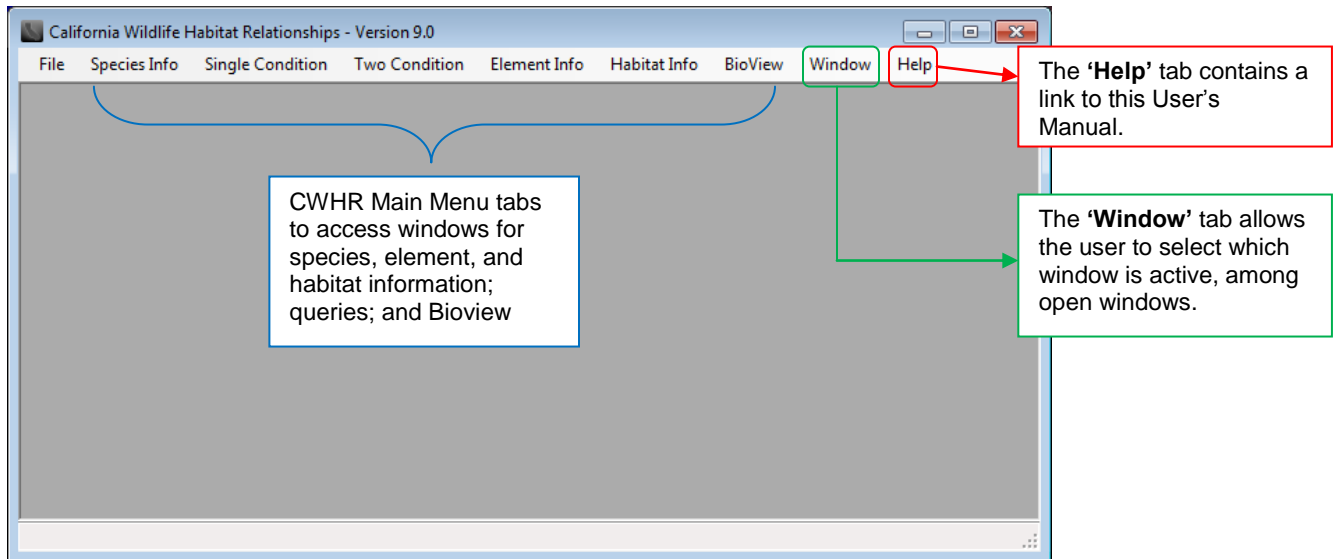 California Wildlife Habitat Relationships - Version 9.0
File Species Info Single Condition Two Condition Element Info Habitat Info BioView Window Help
The 'Help' tab contains a
link to this User's
Manual.
CWHR Main Menu tabs
to access windows for
species, element, and
habitat information;
queries; and Bioview
The 'Window' tab allows
the user to select which
window is active, among
open windows.